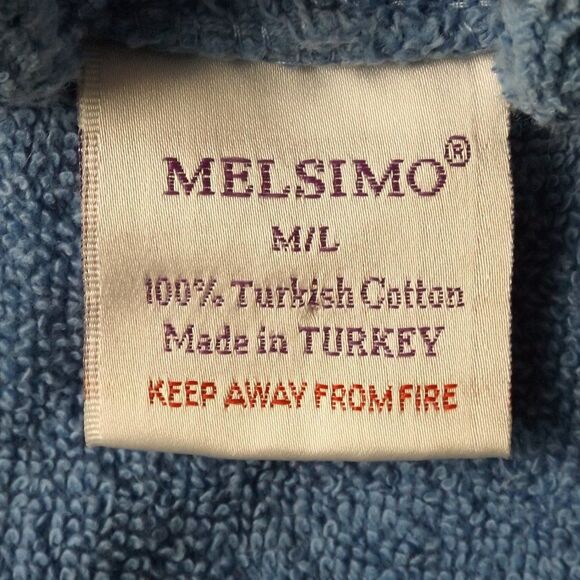 MELSIMO®
M/L
100% Turkish Cotton
Made in TURKEY
KEEP AWAY FROM FIRE